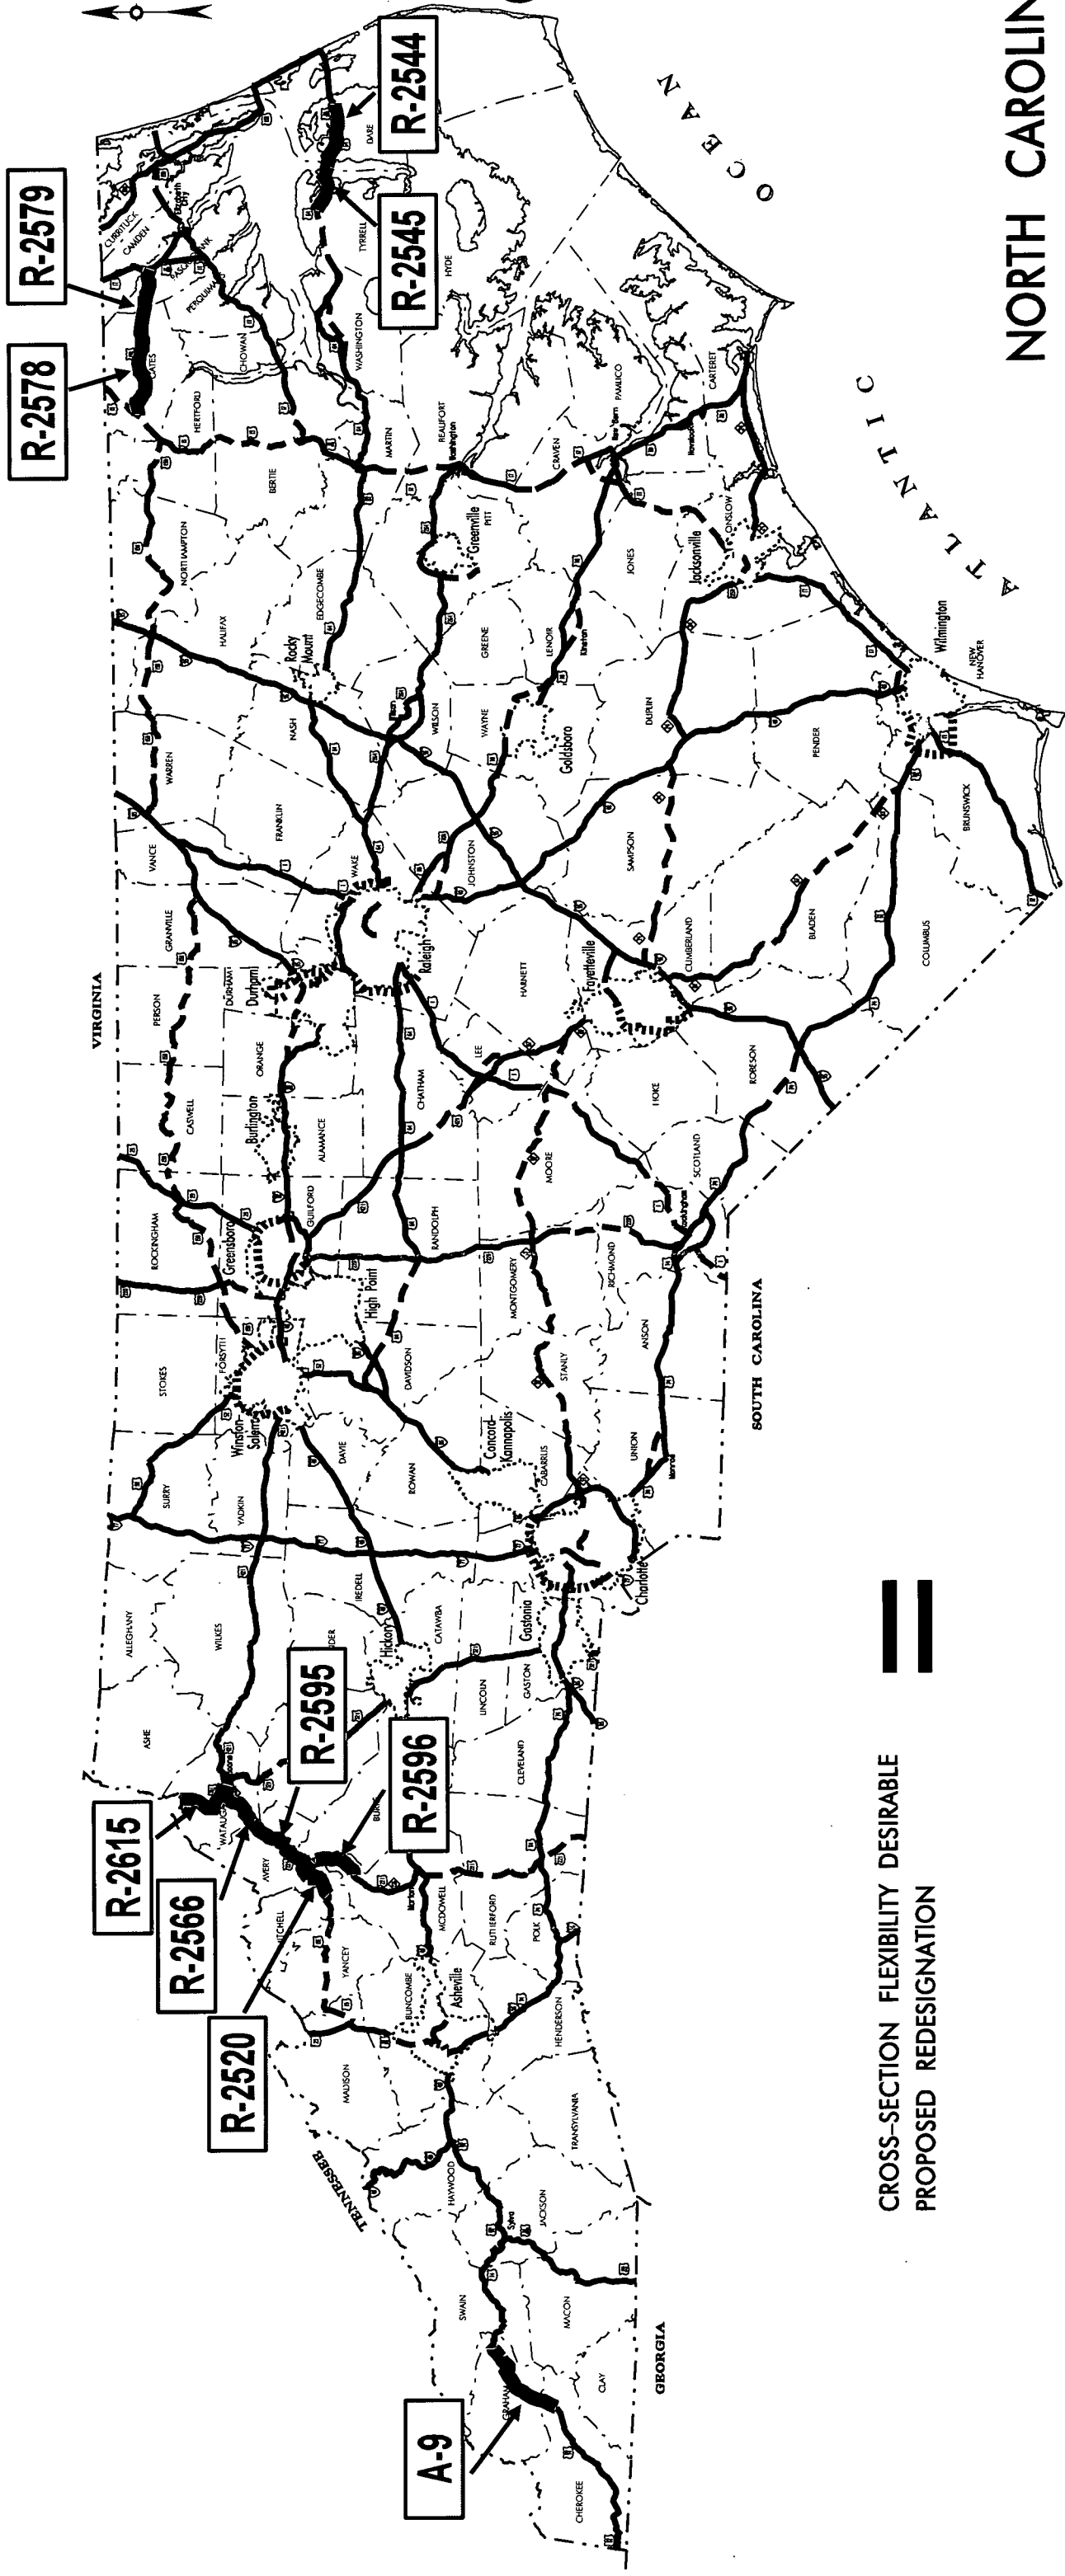 R-2578
R-2579
R-2544
R-2545
R-2615
R-2566
R-2520
R-2595
R-2596
A-9
VIRGINIA
TENNESSEE
GEORGIA
SOUTH CAROLINA
ATLANTIC
OCEAN
CHEROKEE
CLAY
MACON
SWAIN
JACKSON
HAYWOOD
TRANSYLVANIA
HENDERSON
MADISON
BUNCOMBE
YANCEY
AVERY
MCDOWELL
RUTHERFORD
POLK
CLEVELAND
LINCOLN
GASTON
CATAWBA
ASHE
ALLEGHANY
WILKES
IREDELL
SURRY
YADKIN
DAVIE
ROWAN
CABARRUS
STOKES
FORSYTH
DAVIDSON
STANLY
UNION
ANSON
ROCKINGHAM
GUILFORD
RANDOLPH
MONTGOMERY
RICHMOND
CASWELL
ALAMANCE
CHATHAM
MOORE
SCOTLAND
HOKE
LEE
PERSON
ORANGE
DURHAM
GRANVILLE
VANCE
WARREN
FRANKLIN
WAKE
HARNETT
JOHNSTON
CUMBERLAND
ROBESON
BLADEN
COLUMBUS
SAMPSON
BRUNSWICK
NEW
HANOVER
PENDER
DUPLIN
ONSLOW
JONES
LENOIR
WAYNE
GREENE
WILSON
NASH
EDGECOMBE
HALIFAX
NORTHAMPTON
HERTFORD
BERTIE
MARTIN
PITT
BEAUFORT
CRAVEN
PAMLICO
CARTERET
HYDE
WASHINGTON
TYRRELL
DARE
CHOWAN
CAMDEN
CURRITUCK
Sylva
Asheville
Hickory
Gastonia
Charlotte
Monroe
Concord-
Kannapolis
Winston-
Salem
High Point
Greensboro
Burlington
Durham
Raleigh
Fayetteville
Rocky
Mount
Goldsboro
Kinston
Greenville
Washington
Jacksonville
Wilmington
CROSS-SECTION FLEXIBILITY DESIRABLE
PROPOSED REDESIGNATION
NORTH CAROLIN